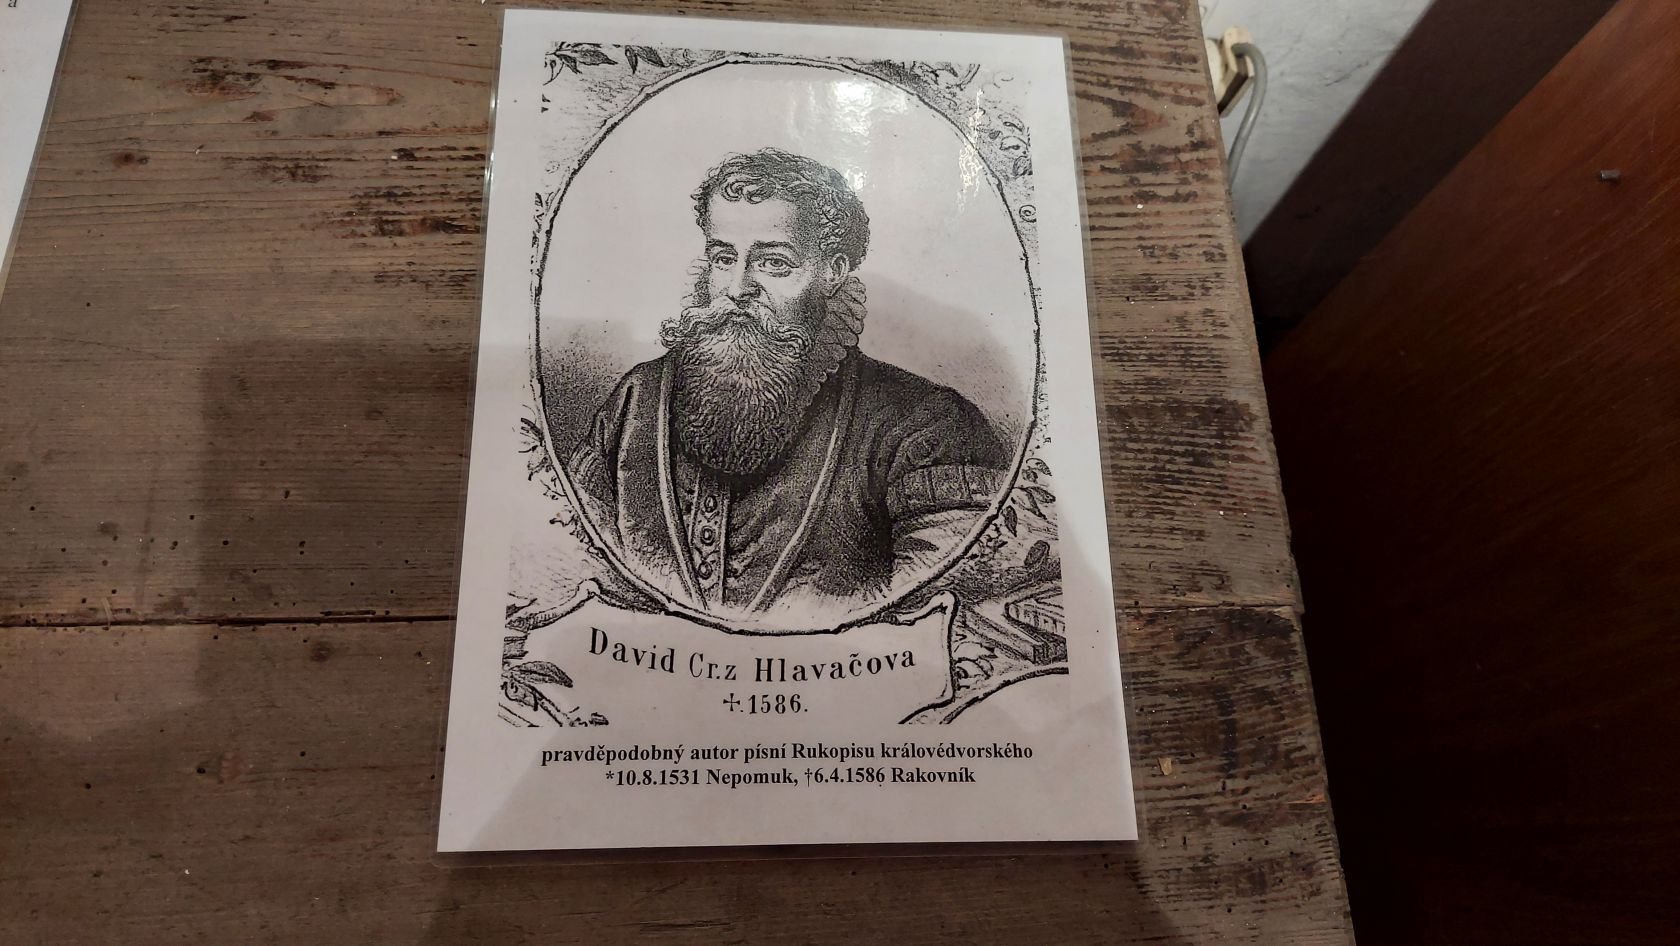 a
David Cr.z Hlavačova
✢.1586.
pravděpodobný autor písní Rukopisu královédvorského
*10.8.1531 Nepomuk, †6.4.1586 Rakovník